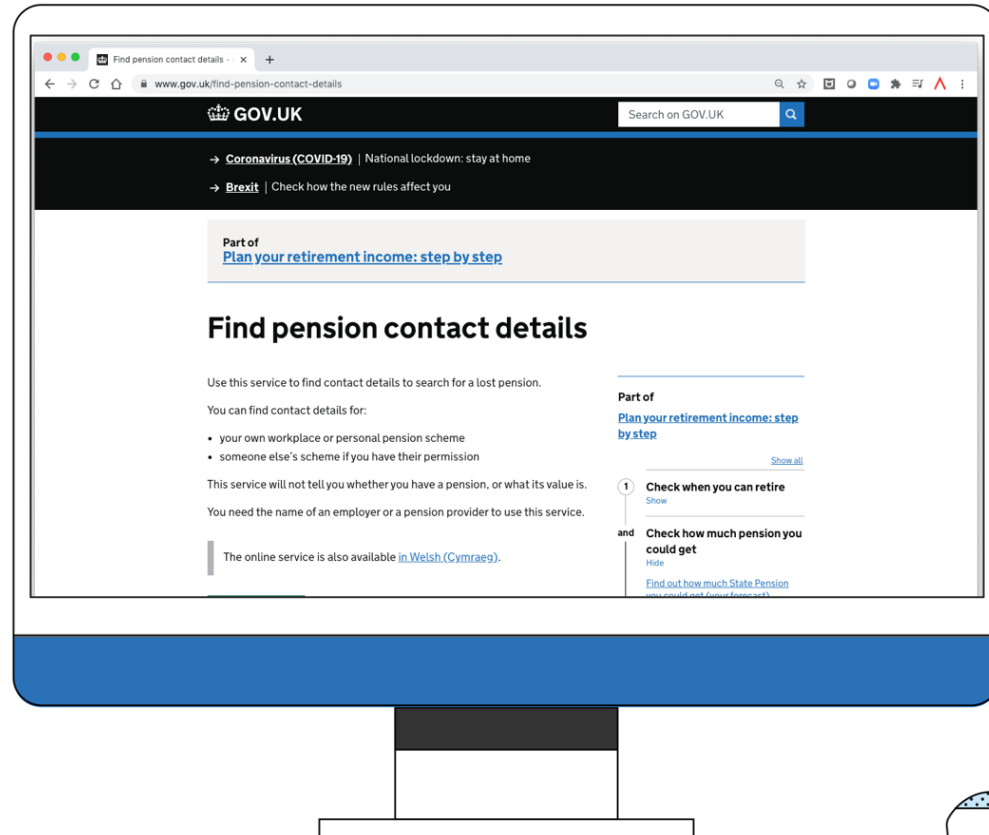 Find pension contact details -
www.gov.uk/find-pension-contact-details
GOV.UK
Search on GOV.UK
→ Coronavirus (COVID-19) | National lockdown: stay at home
→ Brexit | Check how the new rules affect you
Part of
Plan your retirement income: step by step
Find pension contact details
Use this service to find contact details to search for a lost pension.
You can find contact details for:
• your own workplace or personal pension scheme
• someone else's scheme if you have their permission
This service will not tell you whether you have a pension, or what its value is.
You need the name of an employer or a pension provider to use this service.
The online service is also available in Welsh (Cymraeg).
Part of
Plan your retirement income: step
by step
Show all
1 Check when you can retire
Show
and Check how much pension you
could get
Hide
Find out how much State Pension
you could get (your forecast)